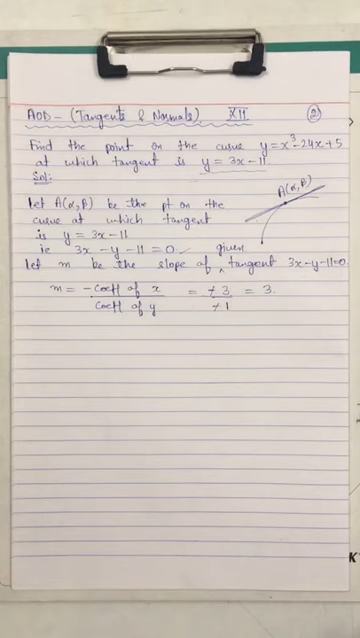 AOD - (Tangents & Normals) XII ②
Find the point on the curve y = x³ - 24x + 5
at which tangent is y = 3x - 11
Sol:
A(α,β)
Let A(α,β) be the pt on the
curve at which tangent
is y = 3x - 11
ie 3x - y - 11 = 0 ✓
Let m be the slope of ^given tangent 3x-y-11=0.
m = -Coeff of x / Coeff of y = -3 / -1 = 3.
K